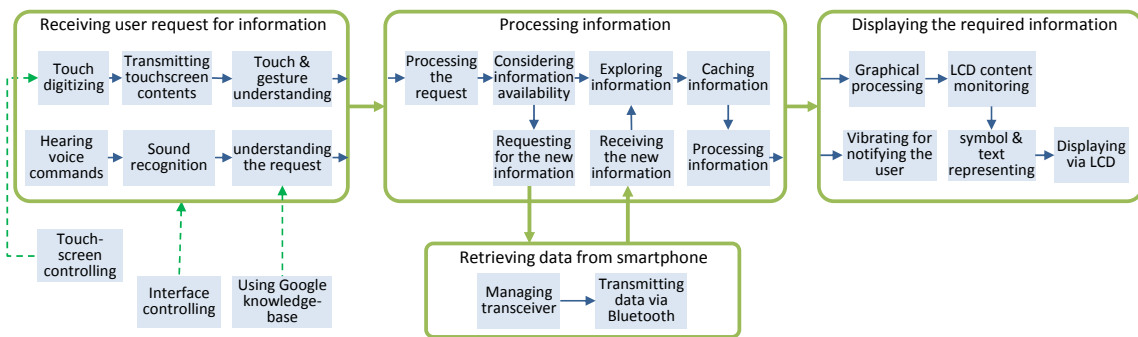 Receiving user request for information
Touch
digitizing
Transmitting
touchscreen
contents
Touch &
gesture
understanding
Hearing
voice
commands
Sound
recognition
understanding
the request
Touch-
screen
controlling
Interface
controlling
Using Google
knowledge-
base
Processing information
Processing
the
request
Considering
information
availability
Exploring
information
Caching
information
Requesting
for the new
information
Receiving
the new
information
Processing
information
Retrieving data from smartphone
Managing
transceiver
Transmitting
data via
Bluetooth
Displaying the required information
Graphical
processing
LCD content
monitoring
Vibrating for
notifying the
user
symbol &
text
representing
Displaying
via LCD